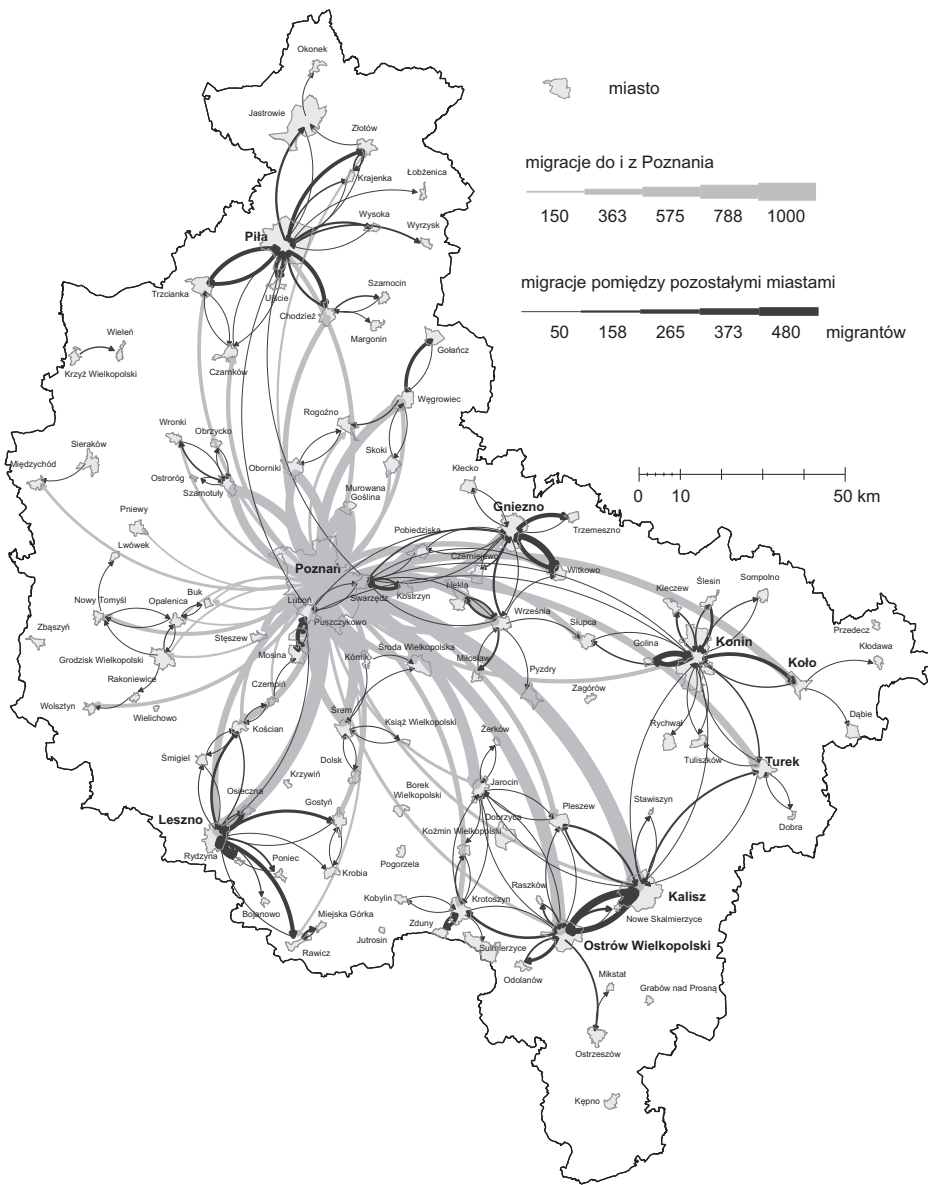 Okonek
miasto
Jastrowie
Złotów
migracje do i z Poznania
Krajenka
Łobżenica
150 363 575 788 1000
Wysoka
Wyrzysk
Piła
migracje pomiędzy pozostałymi miastami
Trzcianka
Ujście
Szamocin
Chodzież
50 158 265 373 480 migrantów
Margonin
Wieleń
Gołańcz
Krzyż Wielkopolski
Czarnków
Węgrowiec
Rogoźno
Wronki
Obrzycko
Sieraków
Skoki
Międzychód
Oborniki
Kłecko
Ostroróg
Szamotuły
Murowana
Goślina
0 10 50 km
Gniezno
Pniewy
Pobiedziska
Trzemeszno
Lwówek
Czerniejewo
Poznań
Witkowo
Nekla
Kleczew
Ślesin
Sompolno
Buk
Luboń
Swarzędz
Kostrzyn
Nowy Tomyśl
Opalenica
Września
Puszczykowo
Słupca
Przedecz
Zbąszyń
Stęszew
Golina
Konin
Środa Wielkopolska
Kłodawa
Mosina
Kórnik
Miłosław
Koło
Grodzisk Wielkopolski
Pyzdry
Rakoniewice
Czempiń
Zagórów
Wolsztyn
Wielichowo
Śrem
Dąbie
Książ Wielkopolski
Rychwał
Kościan
Żerków
Śmigiel
Dolsk
Tuliszków
Turek
Krzywiń
Jarocin
Osieczna
Borek
Wielkopolski
Gostyń
Stawiszyn
Pleszew
Dobrzyca
Dobra
Leszno
Koźmin Wielkopolski
Rydzyna
Poniec
Pogorzela
Krobia
Raszków
Kobylin
Krotoszyn
Kalisz
Bojanowo
Miejska Górka
Nowe Skalmierzyce
Zduny
Jutrosin
Rawicz
Sulmierzyce
Ostrów Wielkopolski
Odolanów
Mikstat
Grabów nad Prosną
Ostrzeszów
Kępno